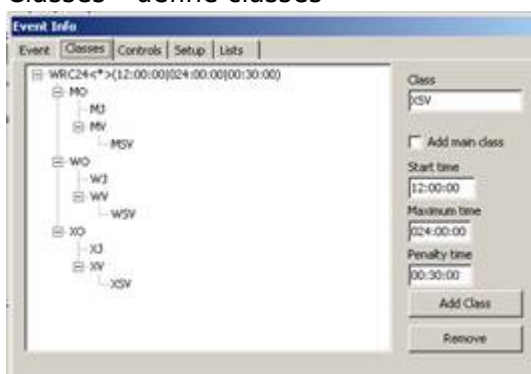 Classes - define classes
Event Info
Event Classes Controls Setup Lists
WRC24<*>(12:00:00|024:00:00|00:30:00)
MO
MJ
MV
MSV
WO
WJ
WV
WSV
XO
XJ
XV
XSV
Class
XSV
Add main class
Start time
12:00:00
Maximum time
024:00:00
Penalty time
00:30:00
Add Class
Remove